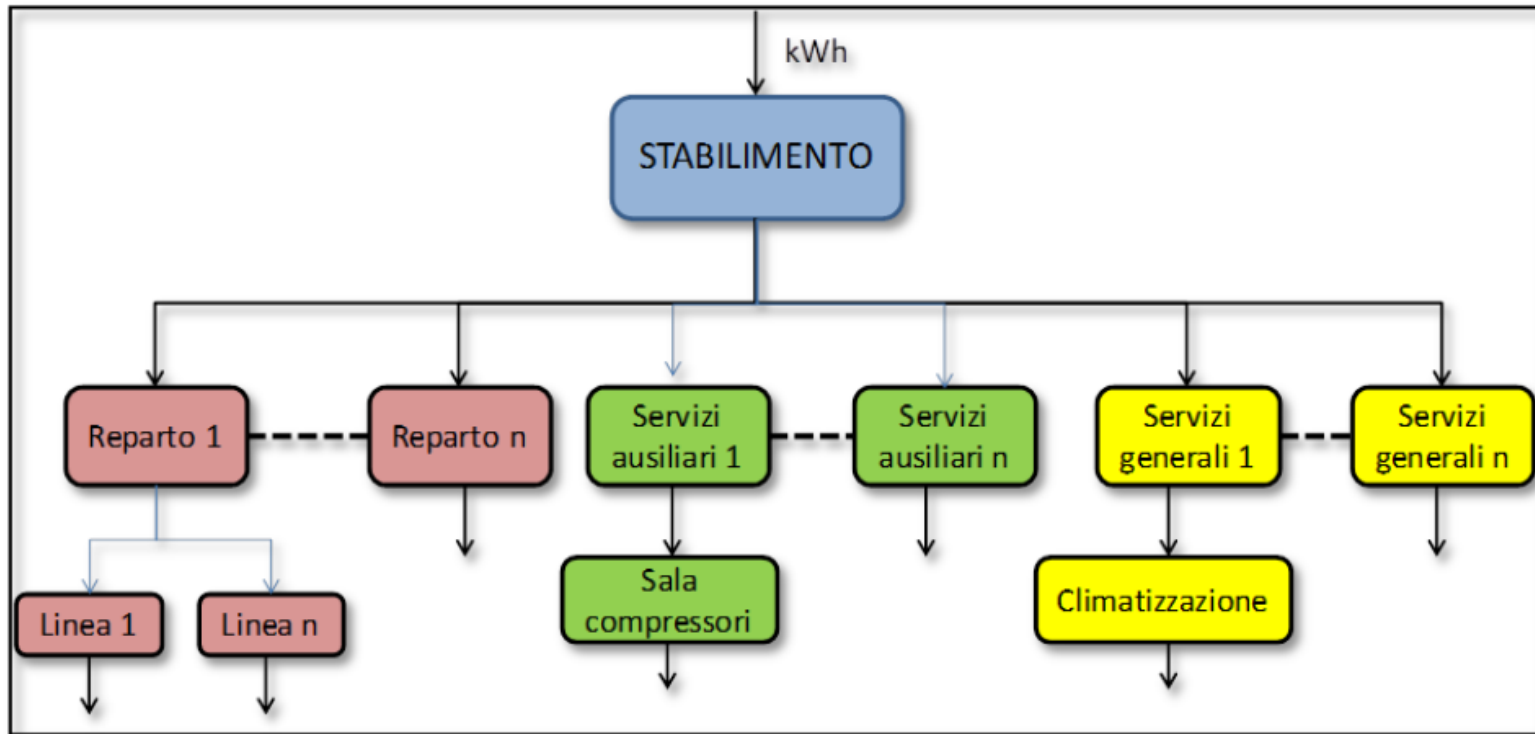 kWh
STABILIMENTO
Reparto 1
Reparto n
Servizi
ausiliari 1
Servizi
ausiliari n
Servizi
generali 1
Servizi
generali n
Linea 1
Linea n
Sala
compressori
Climatizzazione